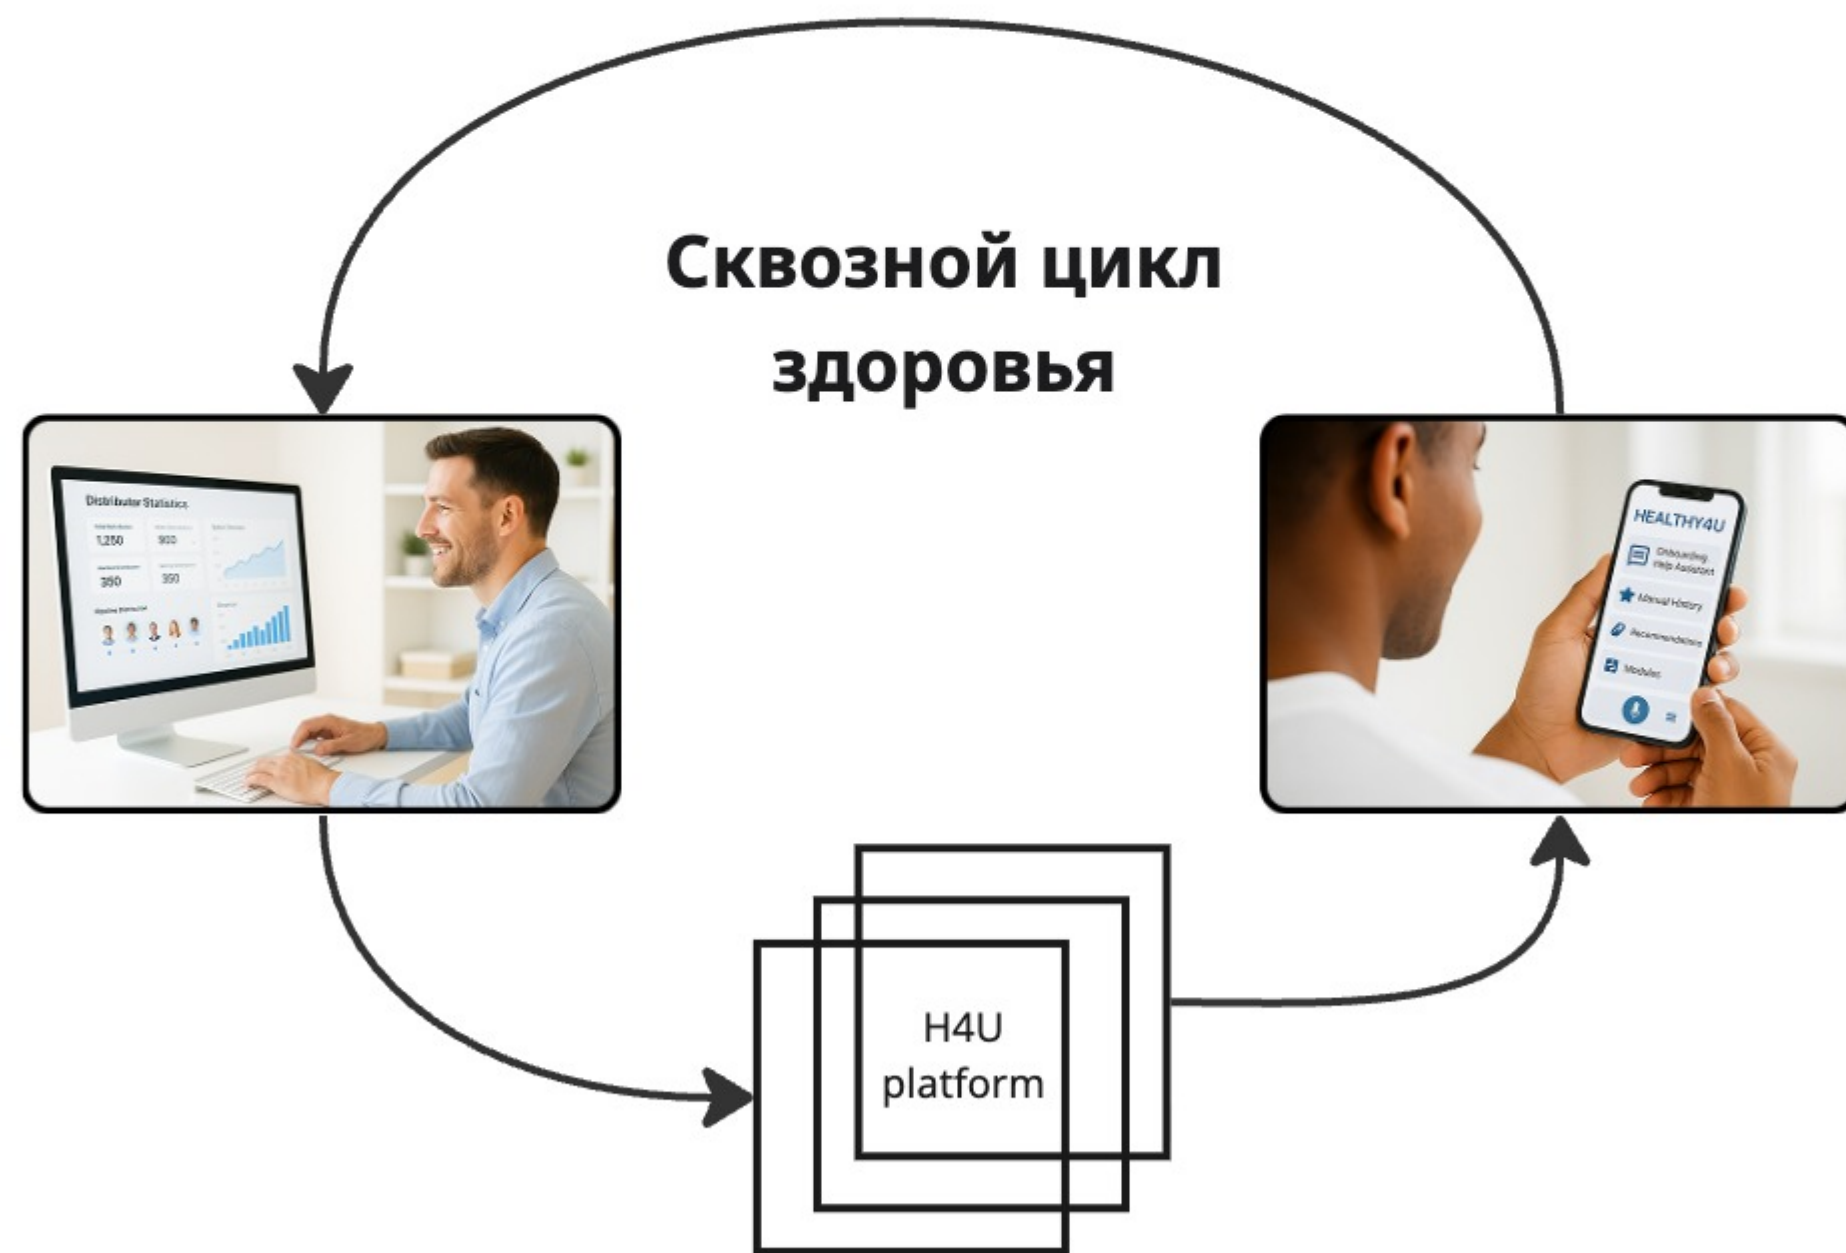 Сквозной цикл
здоровья
Distributor Statistics
1,250
900
350
350
HEALTHY4U
Onboarding
Help Assistant
Manual History
Recommendations
Modules
H4U
platform